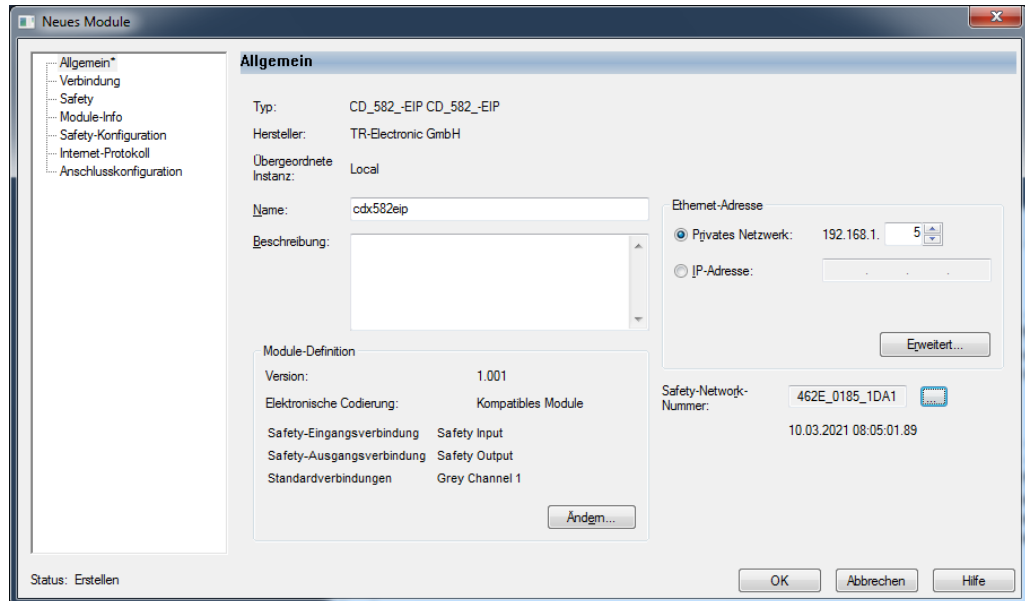 Neues Module
Allgemein*
Verbindung
Safety
Module-Info
Safety-Konfiguration
Internet-Protokoll
Anschlusskonfiguration
Allgemein
Typ: CD_582_-EIP CD_582_-EIP
Hersteller: TR-Electronic GmbH
Übergeordnete
Instanz: Local
Name: cdx582eip
Beschreibung:
Ethernet-Adresse
Privates Netzwerk: 192.168.1. 5
IP-Adresse: . . .
Erweitert...
Module-Definition
Version: 1.001
Elektronische Codierung: Kompatibles Module
Safety-Eingangsverbindung Safety Input
Safety-Ausgangsverbindung Safety Output
Standardverbindungen Grey Channel 1
Ändern...
Safety-Network-
Nummer: 462E_0185_1DA1 ...
10.03.2021 08:05:01.89
Status: Erstellen
OK Abbrechen Hilfe